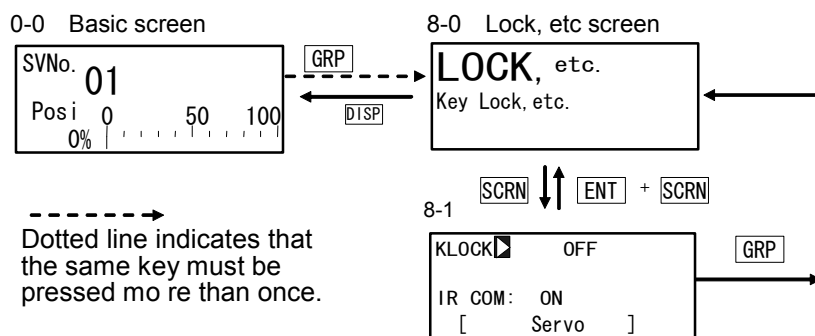 0-0 Basic screen
SVNo. 01
Posi 0 50 100
0%
GRP
DISP
8-0 Lock, etc screen
LOCK, etc.
Key Lock, etc.
SCRN ENT + SCRN
8-1
KLOCK OFF
IR COM: ON
[ Servo ]
GRP
Dotted line indicates that
the same key must be
pressed mo re than once.